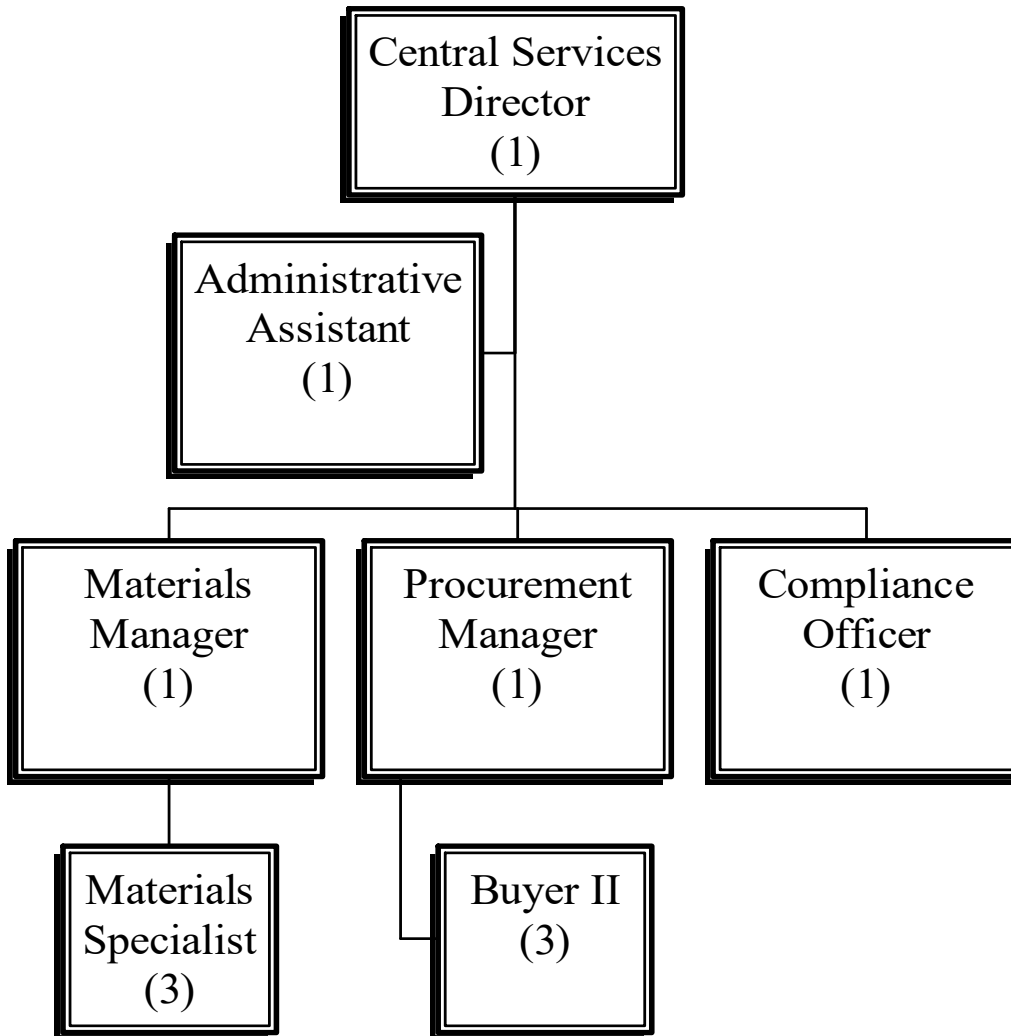 Central Services
Director
(1)
Administrative
Assistant
(1)
Materials
Manager
(1)
Procurement
Manager
(1)
Compliance
Officer
(1)
Materials
Specialist
(3)
Buyer II
(3)